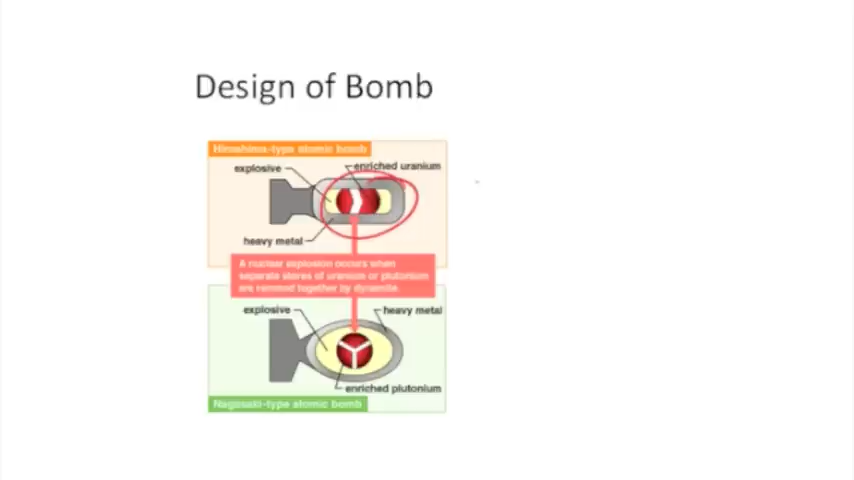 Design of Bomb
Hiroshima-type atomic bomb
explosive
enriched uranium
heavy metal
A nuclear explosion occurs when
separate stores of uranium or plutonium
are rammed together by dynamite.
explosive
heavy metal
enriched plutonium
Nagasaki-type atomic bomb